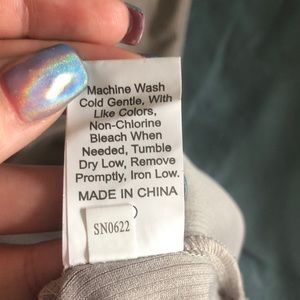 Machine Wash
Cold Gentle, With
Like Colors,
Non-Chlorine
Bleach When
Needed, Tumble
Dry Low, Remove
Promptly, Iron Low.
MADE IN CHINA
SN0622